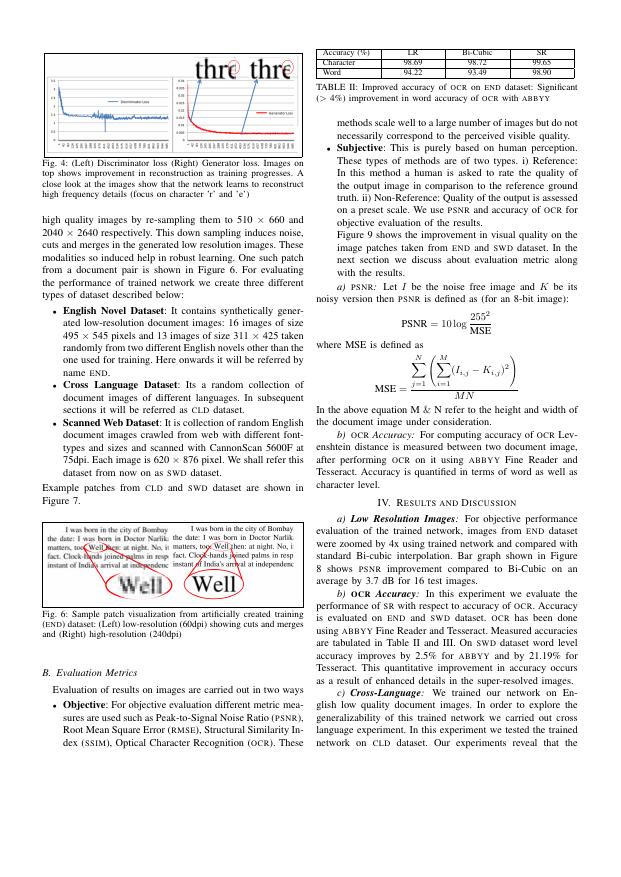 thre thre
Discriminator Loss
Generator Loss
Fig. 4: (Left) Discriminator loss (Right) Generator loss. Images on
top shows improvement in reconstruction as training progresses. A
close look at the images show that the network learns to reconstruct
high frequency details (focus on character 'r' and 'e')
high quality images by re-sampling them to 510 × 660 and
2040 × 2640 respectively. This down sampling induces noise,
cuts and merges in the generated low resolution images. These
modalities so induced help in robust learning. One such patch
from a document pair is shown in Figure 6. For evaluating
the performance of trained network we create three different
types of dataset described below:
• English Novel Dataset: It contains synthetically gener-
ated low-resolution document images: 16 images of size
495 × 545 pixels and 13 images of size 311 × 425 taken
randomly from two different English novels other than the
one used for training. Here onwards it will be referred by
name END.
• Cross Language Dataset: Its a random collection of
document images of different languages. In subsequent
sections it will be referred as CLD dataset.
• Scanned Web Dataset: It is collection of random English
document images crawled from web with different font-
types and sizes and scanned with CannonScan 5600F at
75dpi. Each image is 620 × 876 pixel. We shall refer this
dataset from now on as SWD dataset.
Example patches from CLD and SWD dataset are shown in
Figure 7.
I was born in the city of Bombay
the date: I was born in Doctor Narlik
matters, too: Well then: at night. No, i
fact. Clock-hands joined palms in resp
instant of India's arrival at independenc
Well
I was born in the city of Bombay
the date: I was born in Doctor Narlik
matters, too: Well then: at night. No, i
fact. Clock-hands joined palms in resp
instant of India's arrival at independenc
Well
Fig. 6: Sample patch visualization from artificially created training
(END) dataset: (Left) low-resolution (60dpi) showing cuts and merges
and (Right) high-resolution (240dpi)
B. Evaluation Metrics
Evaluation of results on images are carried out in two ways
• Objective: For objective evaluation different metric mea-
sures are used such as Peak-to-Signal Noise Ratio (PSNR),
Root Mean Square Error (RMSE), Structural Similarity In-
dex (SSIM), Optical Character Recognition (OCR). These
Accuracy (%) LR Bi-Cubic SR
Character 98.69 98.72 99.65
Word 94.22 93.49 98.90
TABLE II: Improved accuracy of OCR on END dataset: Significant
(> 4%) improvement in word accuracy of OCR with ABBYY
methods scale well to a large number of images but do not
necessarily correspond to the perceived visible quality.
• Subjective: This is purely based on human perception.
These types of methods are of two types. i) Reference:
In this method a human is asked to rate the quality of
the output image in comparison to the reference ground
truth. ii) Non-Reference: Quality of the output is assessed
on a preset scale. We use PSNR and accuracy of OCR for
objective evaluation of the results.
Figure 9 shows the improvement in visual quality on the
image patches taken from END and SWD dataset. In the
next section we discuss about evaluation metric along
with the results.
a) PSNR: Let I be the noise free image and K be its
noisy version then PSNR is defined as (for an 8-bit image):
PSNR = 10 log 255² / MSE
where MSE is defined as
MSE = ∑_{j=1}^{N} (∑_{i=1}^{M} (I_{i,j} − K_{i,j})²) / MN
In the above equation M & N refer to the height and width of
the document image under consideration.
b) OCR Accuracy: For computing accuracy of OCR Lev-
enshtein distance is measured between two document image,
after performing OCR on it using ABBYY Fine Reader and
Tesseract. Accuracy is quantified in terms of word as well as
character level.
IV. RESULTS AND DISCUSSION
a) Low Resolution Images: For objective performance
evaluation of the trained network, images from END dataset
were zoomed by 4x using trained network and compared with
standard Bi-cubic interpolation. Bar graph shown in Figure
8 shows PSNR improvement compared to Bi-Cubic on an
average by 3.7 dB for 16 test images.
b) OCR Accuracy: In this experiment we evaluate the
performance of SR with respect to accuracy of OCR. Accuracy
is evaluated on END and SWD dataset. OCR has been done
using ABBYY Fine Reader and Tesseract. Measured accuracies
are tabulated in Table II and III. On SWD dataset word level
accuracy improves by 2.5% for ABBYY and by 21.19% for
Tesseract. This quantitative improvement in accuracy occurs
as a result of enhanced details in the super-resolved images.
c) Cross-Language: We trained our network on En-
glish low quality document images. In order to explore the
generalizability of this trained network we carried out cross
language experiment. In this experiment we tested the trained
network on CLD dataset. Our experiments reveal that the